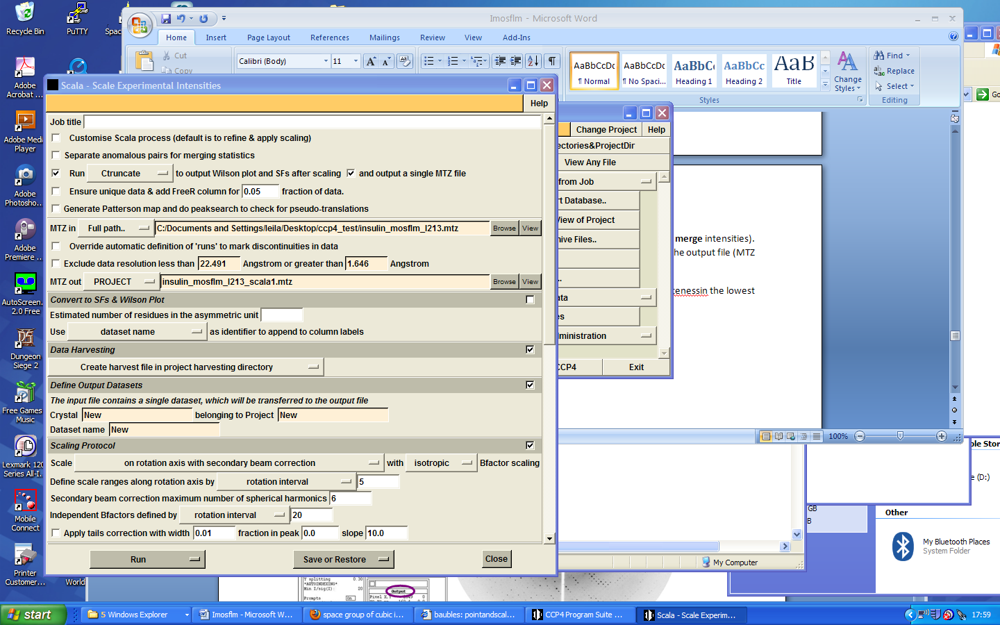 Recycle Bin
PuTTY
Spac
Adobe
Acrobat ...
Adobe Medi
Player
Adobe
Photosho...
Adobe
Premiere ...
AutoScreen.
2.0 Free
Dungeon
Siege 2
Free Games
Music
Lexmark 120
Series All-I..
Mobile
Connect
Printer
Customer...
World
Imosflm - Microsoft Word
Home
Insert
Page Layout
References
Mailings
Review
View
Add-Ins
Cut
Copy
Calibri (Body)
11
AaBbCcDc
¶ Normal
AaBbCcDc
¶ No Spaci...
AaBbC
Heading 1
AaBbCc
Heading 2
AaB
Title
Change
Styles
Styles
Find
Replace
Select
Editing
Go
Scala - Scale Experimental Intensities
Help
Job title
Customise Scala process (default is to refine & apply scaling)
Separate anomalous pairs for merging statistics
Run Ctruncate to output Wilson plot and SFs after scaling and output a single MTZ file
Ensure unique data & add FreeR column for 0.05 fraction of data.
Generate Patterson map and do peaksearch to check for pseudo-translations
MTZ in Full path.. C:/Documents and Settings/leila/Desktop/ccp4_test/insulin_mosflm_I213.mtz Browse View
Override automatic definition of 'runs' to mark discontinuities in data
Exclude data resolution less than 22.491 Angstrom or greater than 1.646 Angstrom
MTZ out PROJECT insulin_mosflm_I213_scala1.mtz Browse View
Convert to SFs & Wilson Plot
Estimated number of residues in the asymmetric unit
Use dataset name as identifier to append to column labels
Data Harvesting
Create harvest file in project harvesting directory
Define Output Datasets
The input file contains a single dataset, which will be transferred to the output file
Crystal New belonging to Project New
Dataset name New
Scaling Protocol
Scale on rotation axis with secondary beam correction with isotropic Bfactor scaling
Define scale ranges along rotation axis by rotation interval 5
Secondary beam correction maximum number of spherical harmonics 6
Independent Bfactors defined by rotation interval 20
Apply tails correction with width 0.01 fraction in peak 0.0 slope 10.0
Run
Save or Restore
Close
Change Project
Help
ectories&ProjectDir
View Any File
from Job
rt Database..
View of Project
hive Files..
..
ata
es
ministration
CCP4
Exit
merge intensities).
he output file (MTZ
tenessin the lowest
100%
ple Stor
e (D:)
GB
B
Other
My Bluetooth Places
System Folder
My Computer
Y splitting 0.30
*AUTOINDEXING*
Min I/sig(I): 20
Prompts On
Output
start
5 Windows Explorer
Imosflm - Microsoft W...
space group of cubic i...
baubles: pointandscal...
CCP4 Program Suite ...
Scala - Scale Experim...
17:59